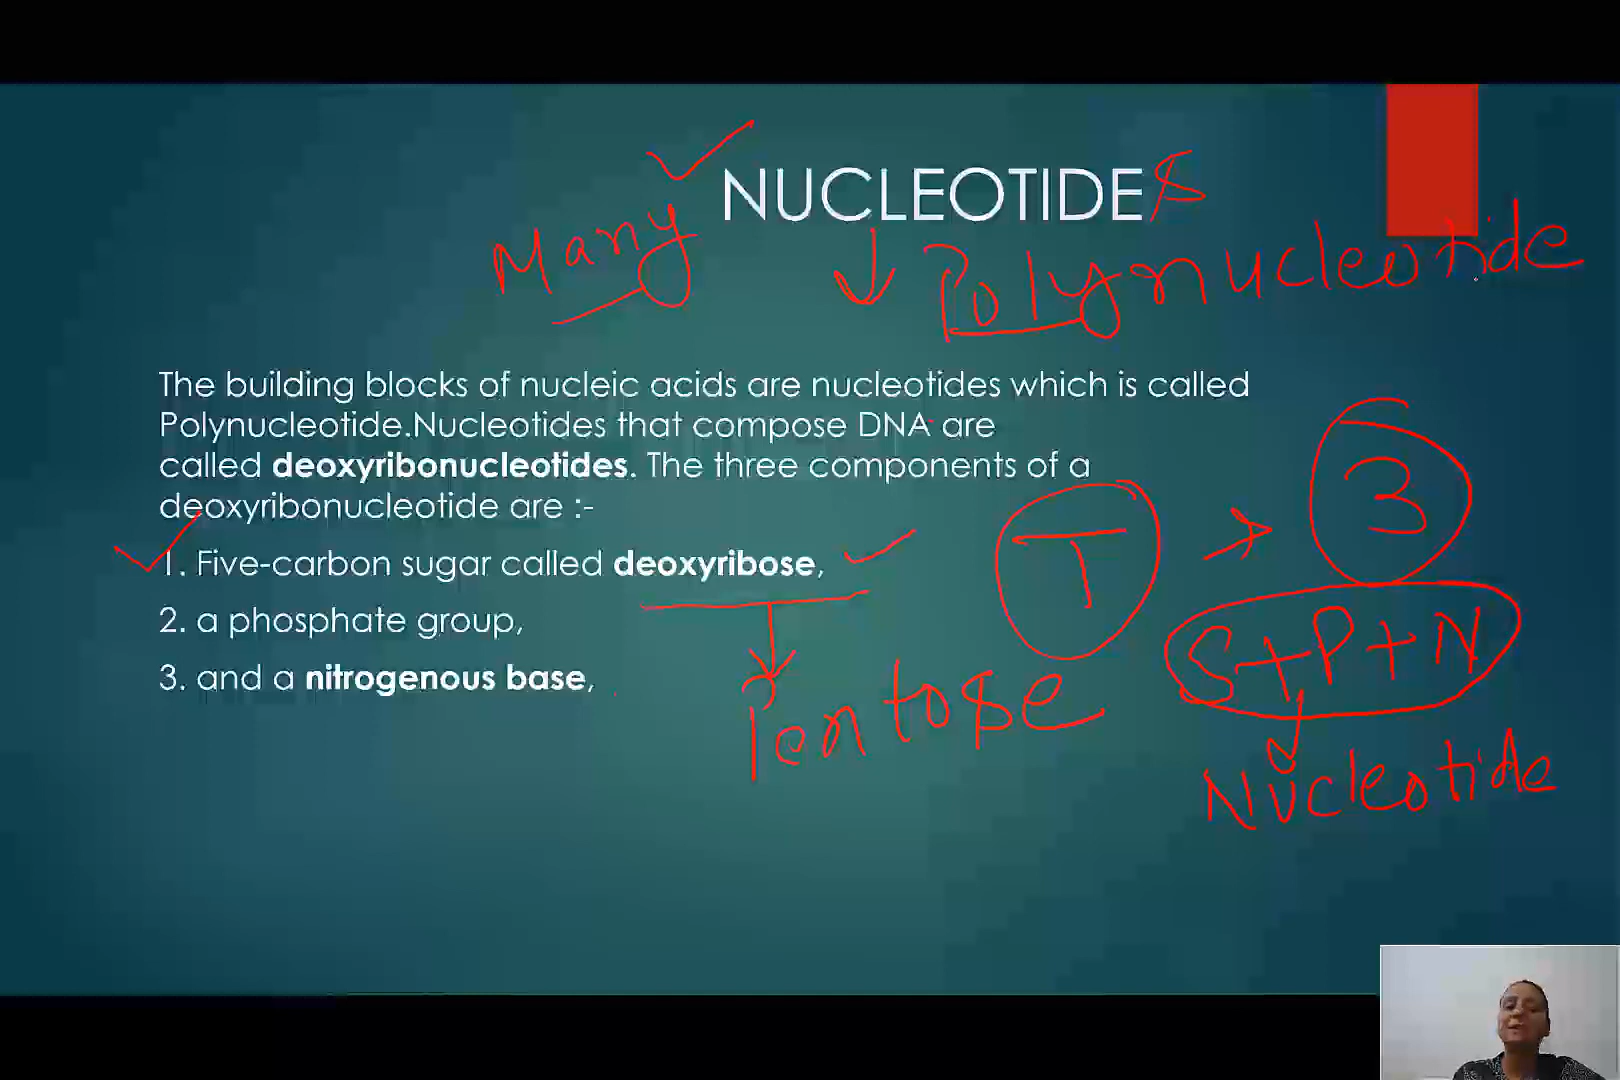 NUCLEOTIDES
Many
Polynucleotide
The building blocks of nucleic acids are nucleotides which is called
Polynucleotide.Nucleotides that compose DNA are
called deoxyribonucleotides. The three components of a
deoxyribonucleotide are :-
3
1. Five-carbon sugar called deoxyribose,
T
2. a phosphate group,
S+P+N
3. and a nitrogenous base,
Pentose
Nucleotide